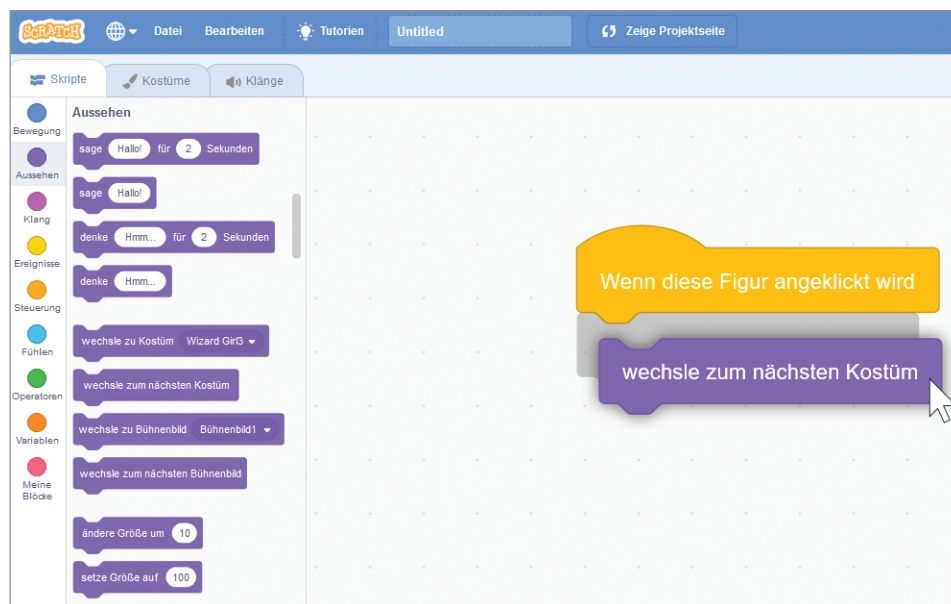 SCRATCH Datei Bearbeiten Tutorien Untitled Zeige Projektseite
Skripte Kostüme Klänge
Bewegung
Aussehen
Klang
Ereignisse
Steuerung
Fühlen
Operatoren
Variablen
Meine
Blöcke
Aussehen
sage Hallo! für 2 Sekunden
sage Hallo!
denke Hmm... für 2 Sekunden
denke Hmm...
wechsle zu Kostüm Wizard Girl3
wechsle zum nächsten Kostüm
wechsle zu Bühnenbild Bühnenbild1
wechsle zum nächsten Bühnenbild
ändere Größe um 10
setze Größe auf 100
Wenn diese Figur angeklickt wird
wechsle zum nächsten Kostüm